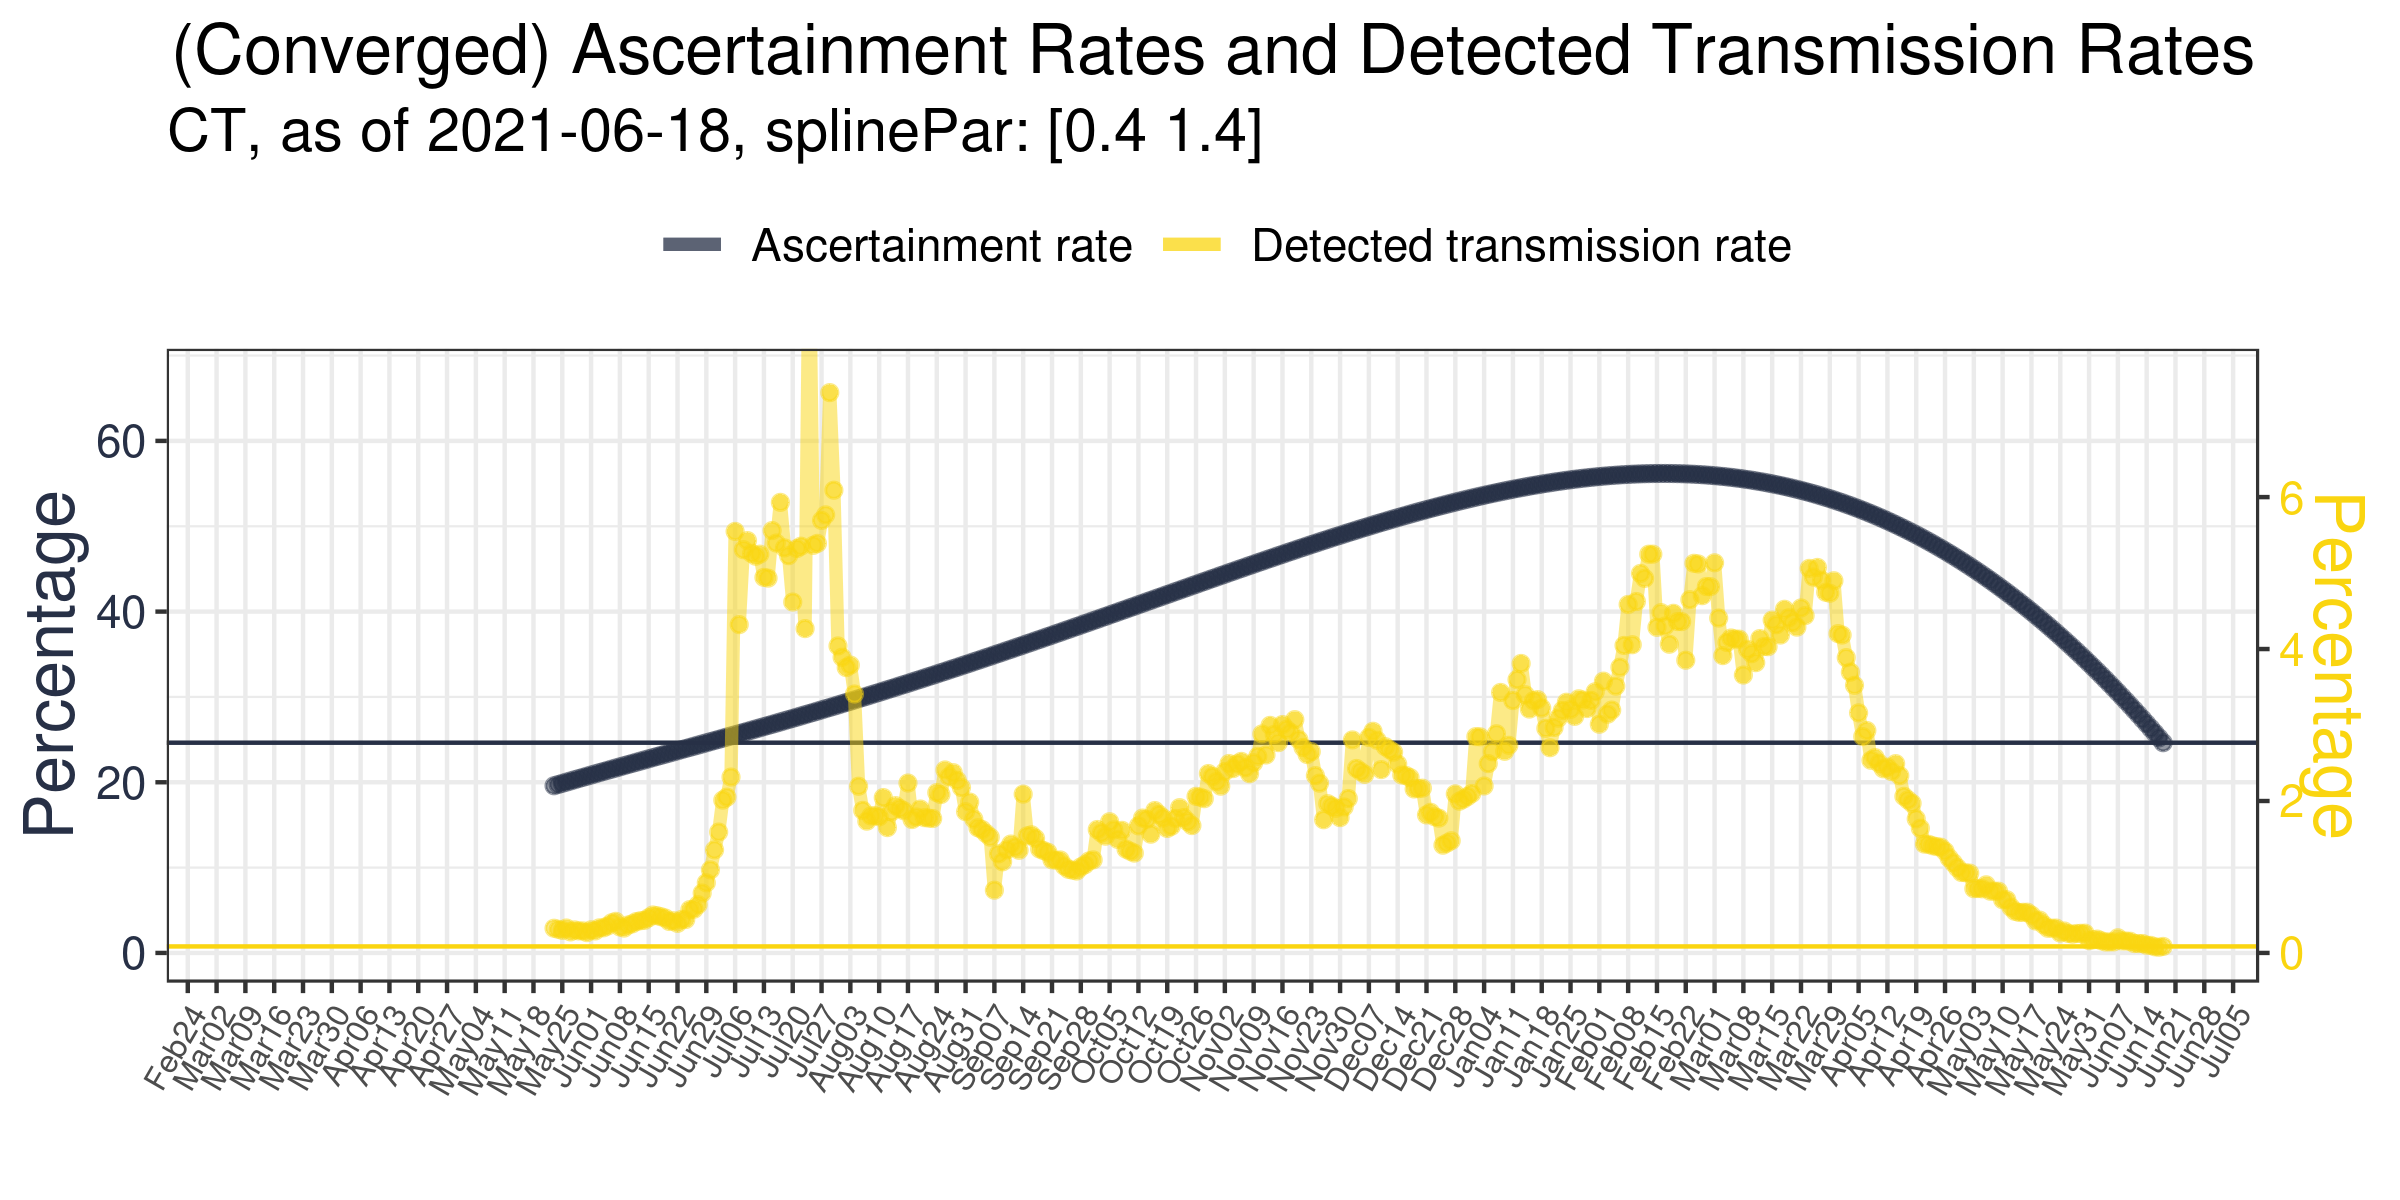 (Converged) Ascertainment Rates and Detected Transmission Rates
CT, as of 2021-06-18, splinePar: [0.4 1.4]
Ascertainment rate
Detected transmission rate
Percentage
60
40
20
0
Percentage
6
4
2
0
Feb24
Mar02
Mar09
Mar16
Mar23
Mar30
Apr06
Apr13
Apr20
Apr27
May04
May11
May18
May25
Jun01
Jun08
Jun15
Jun22
Jun29
Jul06
Jul13
Jul20
Jul27
Aug03
Aug10
Aug17
Aug24
Aug31
Sep07
Sep14
Sep21
Sep28
Oct05
Oct12
Oct19
Oct26
Nov02
Nov09
Nov16
Nov23
Nov30
Dec07
Dec14
Dec21
Dec28
Jan04
Jan11
Jan18
Jan25
Feb01
Feb08
Feb15
Feb22
Mar01
Mar08
Mar15
Mar22
Mar29
Apr05
Apr12
Apr19
Apr26
May03
May10
May17
May24
May31
Jun07
Jun14
Jun21
Jun28
Jul05